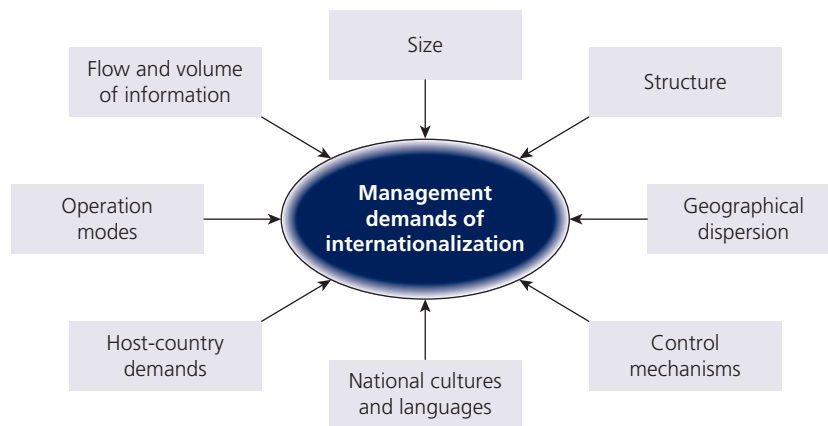 Size
Flow and volume
of information
Structure
Management
demands of
internationalization
Operation
modes
Geographical
dispersion
Host-country
demands
Control
mechanisms
National cultures
and languages